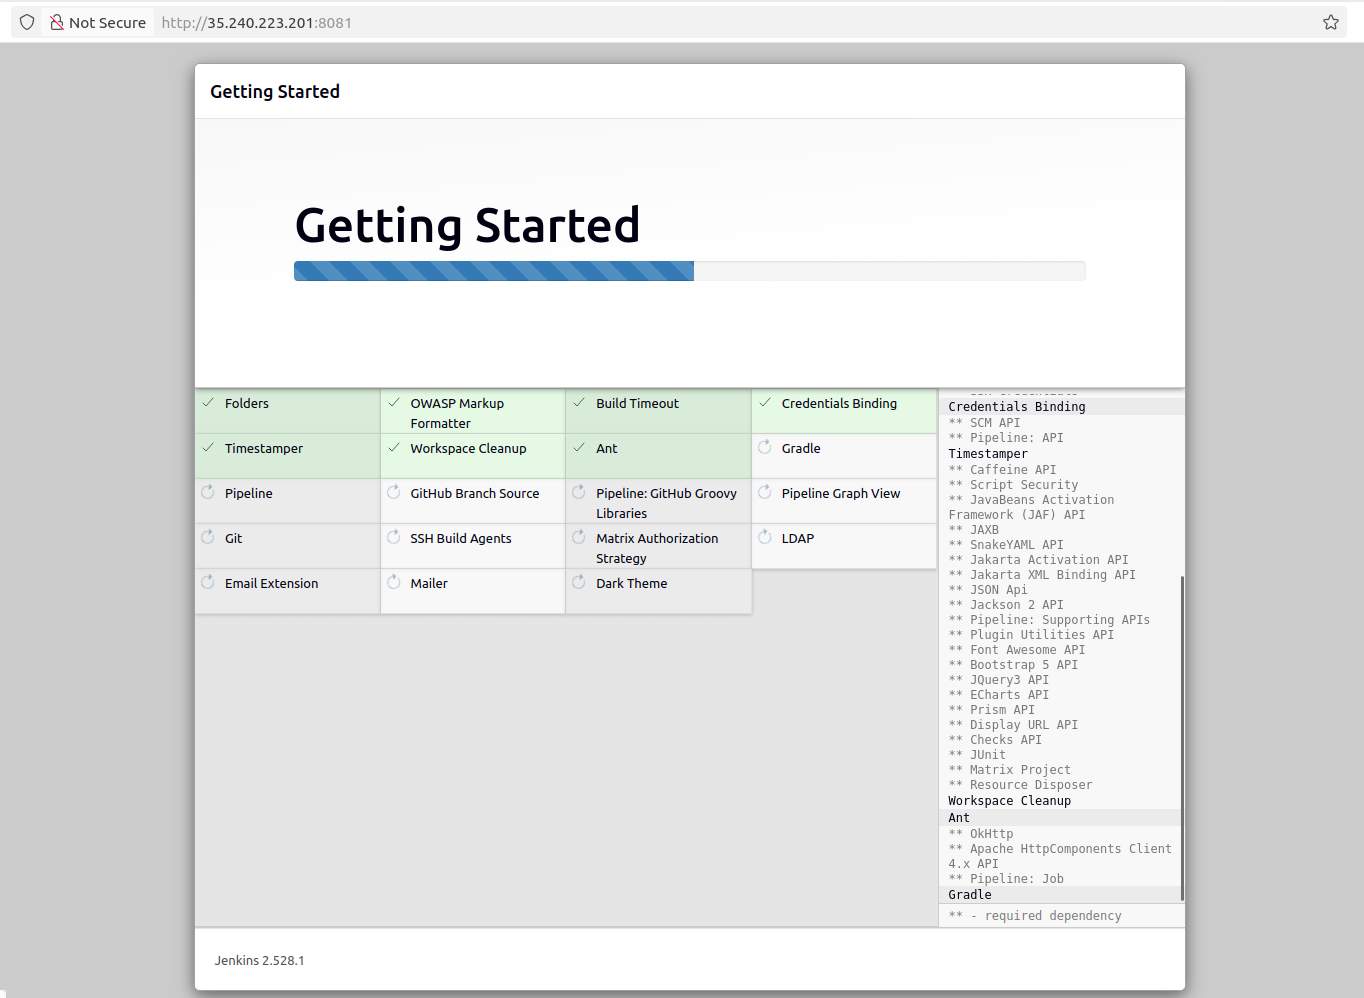 Not Secure
http://35.240.223.201:8081
Getting Started
Getting Started
Folders
OWASP Markup
Formatter
Build Timeout
Credentials Binding
Timestamper
Workspace Cleanup
Ant
Gradle
Pipeline
GitHub Branch Source
Pipeline: GitHub Groovy
Libraries
Pipeline Graph View
Git
SSH Build Agents
Matrix Authorization
Strategy
LDAP
Email Extension
Mailer
Dark Theme
Credentials Binding
** SCM API
** Pipeline: API
Timestamper
** Caffeine API
** Script Security
** JavaBeans Activation
Framework (JAF) API
** JAXB
** SnakeYAML API
** Jakarta Activation API
** Jakarta XML Binding API
** JSON Api
** Jackson 2 API
** Pipeline: Supporting APIs
** Plugin Utilities API
** Font Awesome API
** Bootstrap 5 API
** JQuery3 API
** ECharts API
** Prism API
** Display URL API
** Checks API
** JUnit
** Matrix Project
** Resource Disposer
Workspace Cleanup
Ant
** OkHttp
** Apache HttpComponents Client
4.x API
** Pipeline: Job
Gradle
** - required dependency
Jenkins 2.528.1